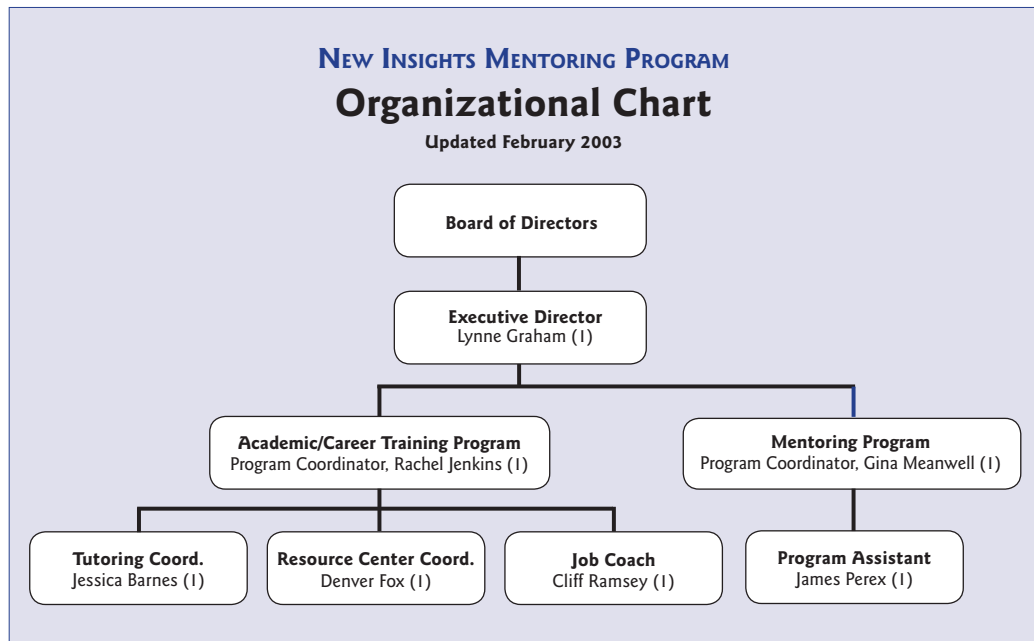 New Insights Mentoring Program
Organizational Chart
Updated February 2003
Board of Directors
Executive Director
Lynne Graham (1)
Academic/Career Training Program
Program Coordinator, Rachel Jenkins (1)
Mentoring Program
Program Coordinator, Gina Meanwell (1)
Tutoring Coord.
Jessica Barnes (1)
Resource Center Coord.
Denver Fox (1)
Job Coach
Cliff Ramsey (1)
Program Assistant
James Perex (1)